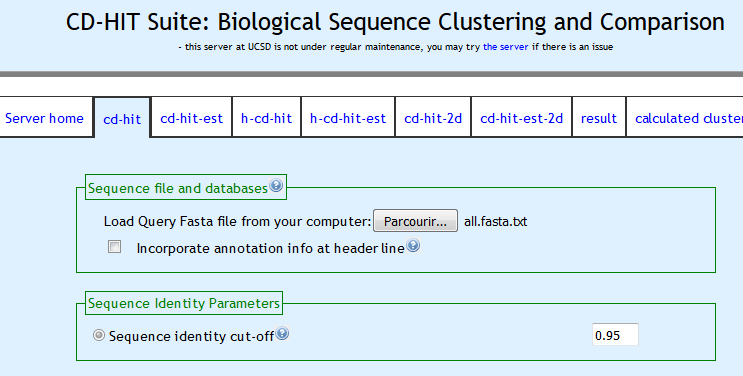 CD-HIT Suite: Biological Sequence Clustering and Comparison
- this server at UCSD is not under regular maintenance, you may try the server if there is an issue
Server home cd-hit cd-hit-est h-cd-hit h-cd-hit-est cd-hit-2d cd-hit-est-2d result calculated cluster
Sequence file and databases
Load Query Fasta file from your computer: Parcourir... all.fasta.txt
Incorporate annotation info at header line
Sequence Identity Parameters
Sequence identity cut-off 0.95